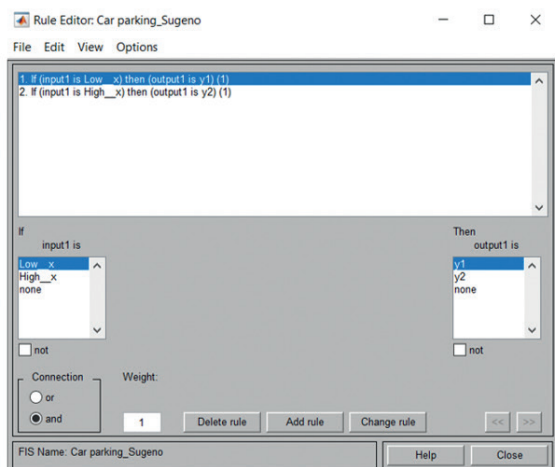 Rule Editor: Car parking_Sugeno
File Edit View Options
1. If (input1 is Low__x) then (output1 is y1) (1)
2. If (input1 is High__x) then (output1 is y2) (1)
If
Then
input1 is
output1 is
Low__x
High__x
none
y1
y2
none
not
not
Connection
or
and
Weight:
1
Delete rule
Add rule
Change rule
<<
>>
FIS Name: Car parking_Sugeno
Help
Close